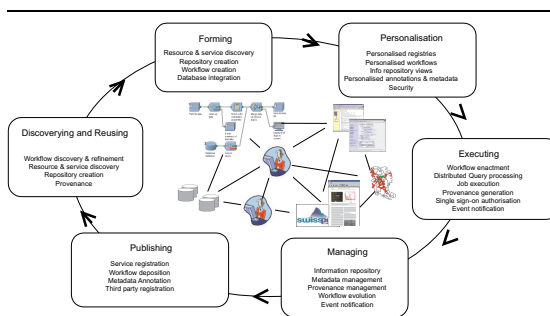 Forming
Resource & service discovery
Repository creation
Workflow creation
Database integration
Personalisation
Personalised registries
Personalised workflows
Info repository views
Personalised annotations & metadata
Security
Executing
Workflow enactment
Distributed Query processing
Job execution
Provenance generation
Single sign-on authorisation
Event notification
Managing
Information repository
Metadata management
Provenance management
Workflow evolution
Event notification
Publishing
Service registration
Workflow deposition
Metadata Annotation
Third party registration
Discoverying and Reusing
Workflow discovery & refinement
Resource & service discovery
Repository creation
Provenance